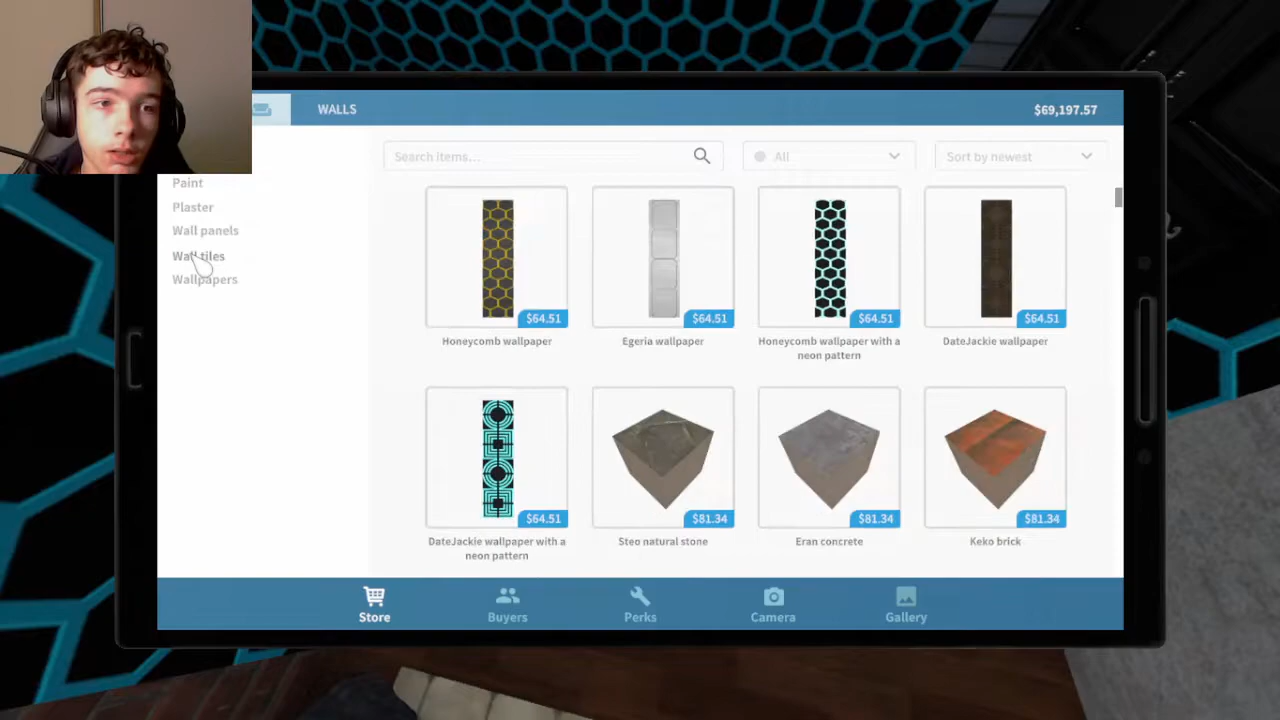 WALLS
$69,197.57
Search items...
All
Sort by newest
Paint
Plaster
Wall panels
Wall tiles
Wallpapers
$64.51
$64.51
$64.51
$64.51
Honeycomb wallpaper
Egeria wallpaper
Honeycomb wallpaper with a
neon pattern
DateJackie wallpaper
$64.51
$81.34
$81.34
$81.34
DateJackie wallpaper with a
neon pattern
Steo natural stone
Eran concrete
Keko brick
Store
Buyers
Perks
Camera
Gallery